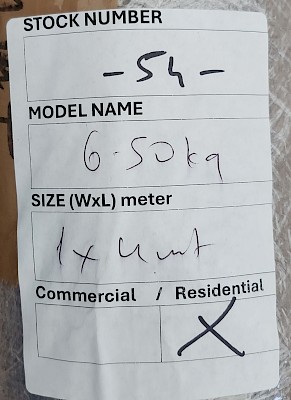 STOCK NUMBER
- 54 -
MODEL NAME
6.50kg
SIZE (WxL) meter
1x4mt
Commercial / Residential
X